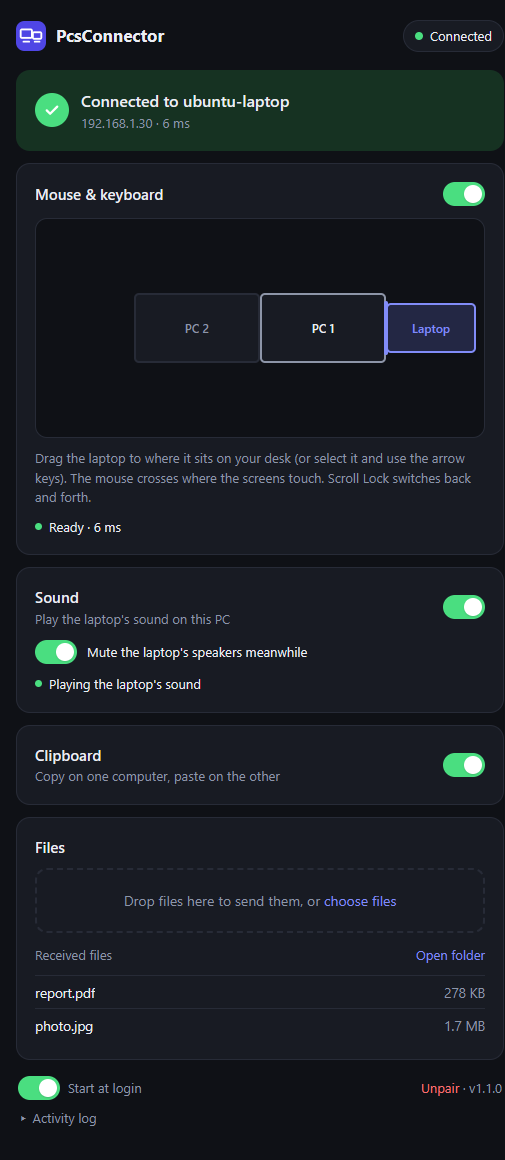 PcsConnector
Connected
Connected to ubuntu-laptop
192.168.1.30 · 6 ms
Mouse & keyboard
PC 2
PC 1
Laptop
Drag the laptop to where it sits on your desk (or select it and use the arrow
keys). The mouse crosses where the screens touch. Scroll Lock switches back
and forth.
Ready · 6 ms
Sound
Play the laptop's sound on this PC
Mute the laptop's speakers meanwhile
Playing the laptop's sound
Clipboard
Copy on one computer, paste on the other
Files
Drop files here to send them, or choose files
Received files
Open folder
report.pdf
278 KB
photo.jpg
1.7 MB
Start at login
Unpair · v1.1.0
Activity log